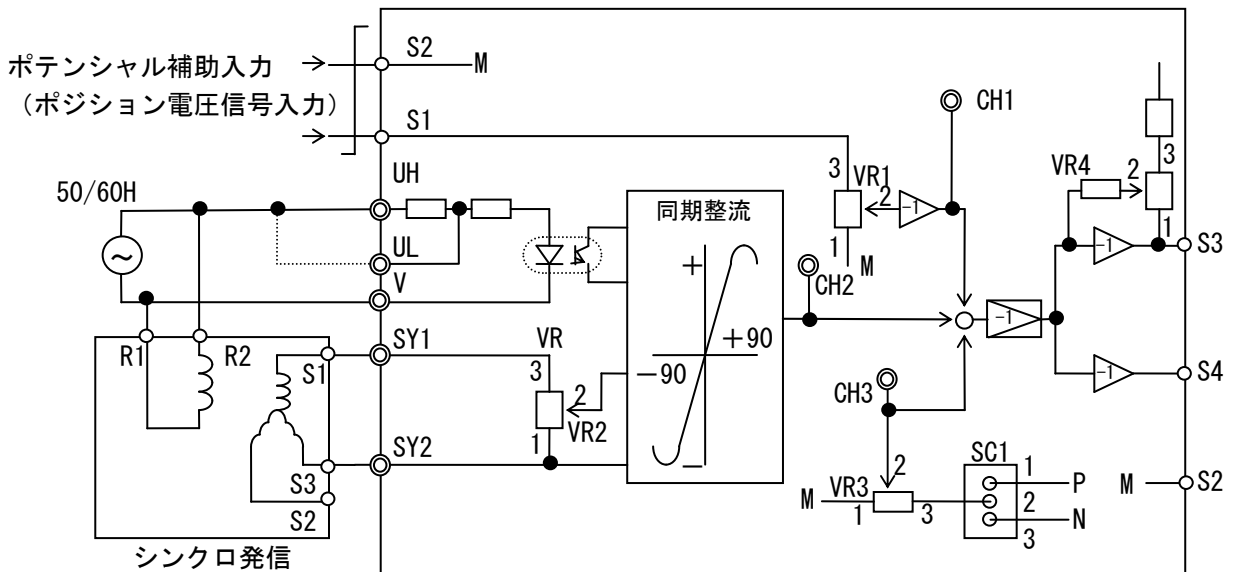 S2
M
ポテンシャル補助入力
(ポジション電圧信号入力)
S1
CH1
3
VR1
2
-1
1
M
3
VR4
2
1
-1
S3
50/60H
UH
UL
V
同期整流
+
+90
-90
-
CH2
-1
R1
R2
S1
SY1
VR
3
2
1
VR2
SY2
S3
S2
シンクロ発信
CH3
2
M
VR3
1
3
SC1
1
P
2
N
3
-1
S4
M
S2